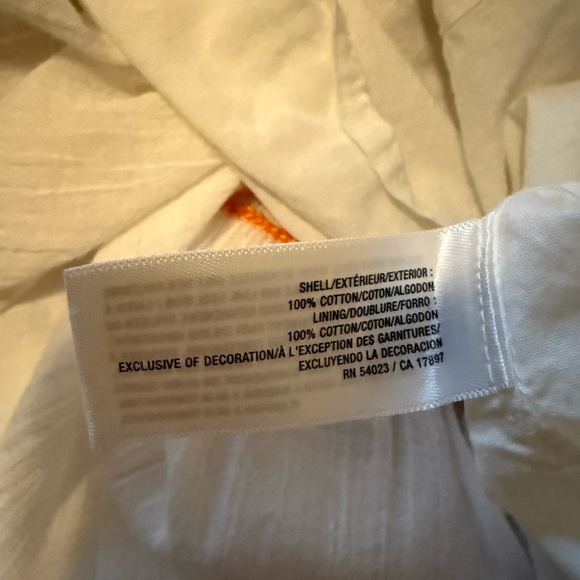 SHELL/EXTÉRIEUR/EXTERIOR :
100% COTTON/COTON/ALGODON
LINING/DOUBLURE/FORRO :
100% COTTON/COTON/ALGODON
EXCLUSIVE OF DECORATION/À L'EXCEPTION DES GARNITURES/
EXCLUYENDO LA DECORACION
RN 54023 / CA 17897